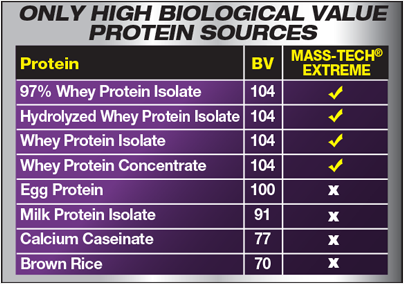 ONLY HIGH BIOLOGICAL VALUE
PROTEIN SOURCES
Protein BV MASS-TECH® EXTREME
97% Whey Protein Isolate 104 ✓
Hydrolyzed Whey Protein Isolate 104 ✓
Whey Protein Isolate 104 ✓
Whey Protein Concentrate 104 ✓
Egg Protein 100 x
Milk Protein Isolate 91 x
Calcium Caseinate 77 x
Brown Rice 70 x